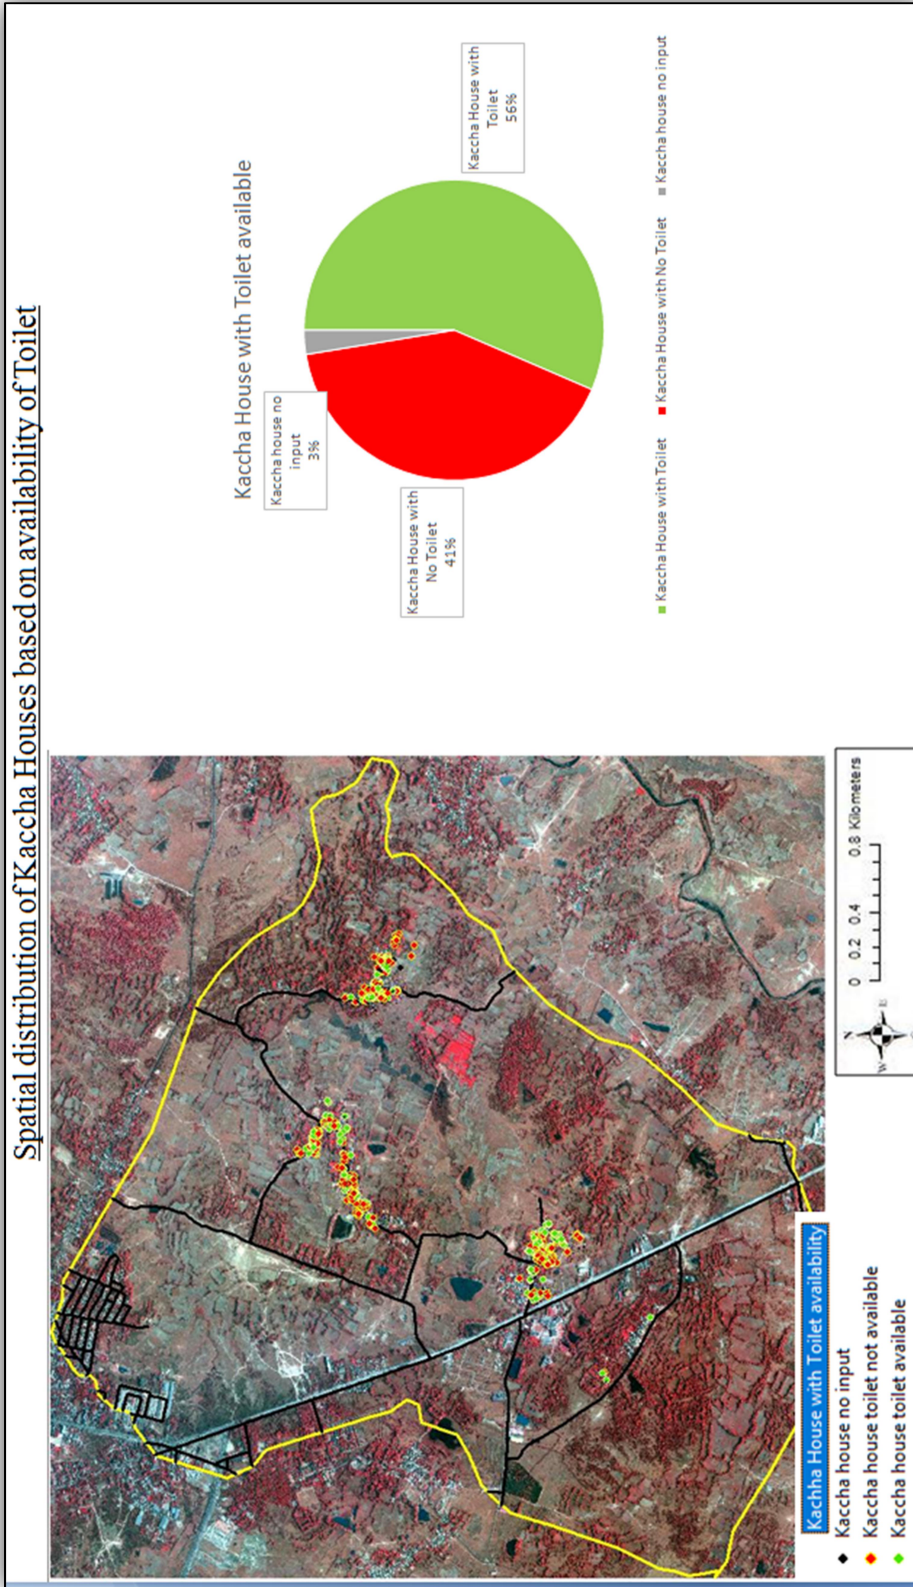 Spatial distribution of Kaccha Houses based on availability of Toilet
Kachha House with Toilet availability
Kaccha house no input
Kaccha house toilet not available
Kaccha house toilet available
N
W
E
0 0.2 0.4 0.8 Kilometers
Kaccha House with Toilet available
Kaccha house no
input
3%
Kaccha House with
No Toilet
41%
Kaccha House with
Toilet
56%
Kaccha House with Toilet
Kaccha House with No Toilet
Kaccha house no input